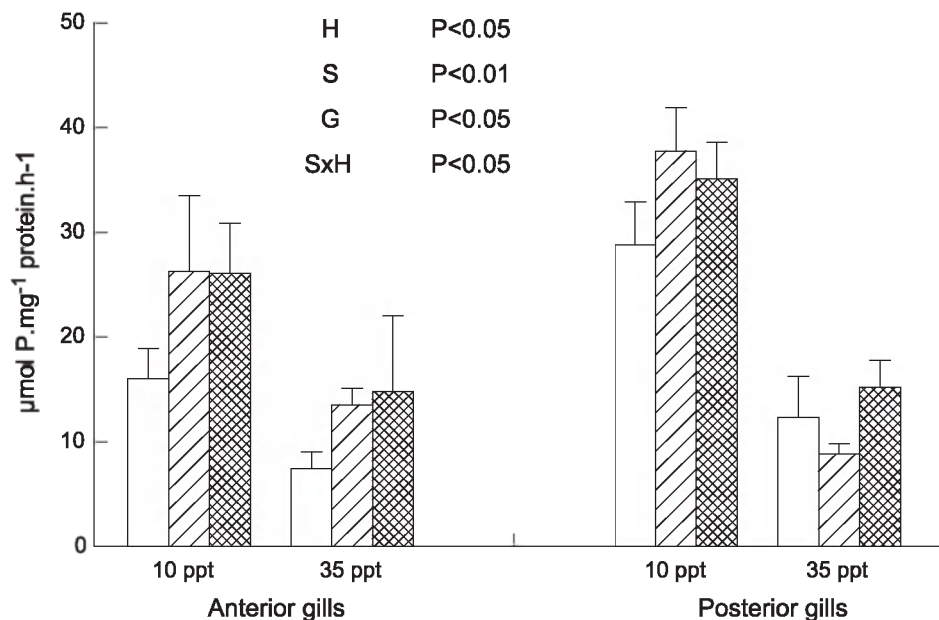 50
40
30
20
10
0
µmol P.mg⁻¹ protein.h-1
H P<0.05
S P<0.01
G P<0.05
SxH P<0.05
10 ppt 35 ppt 10 ppt 35 ppt
Anterior gills Posterior gills